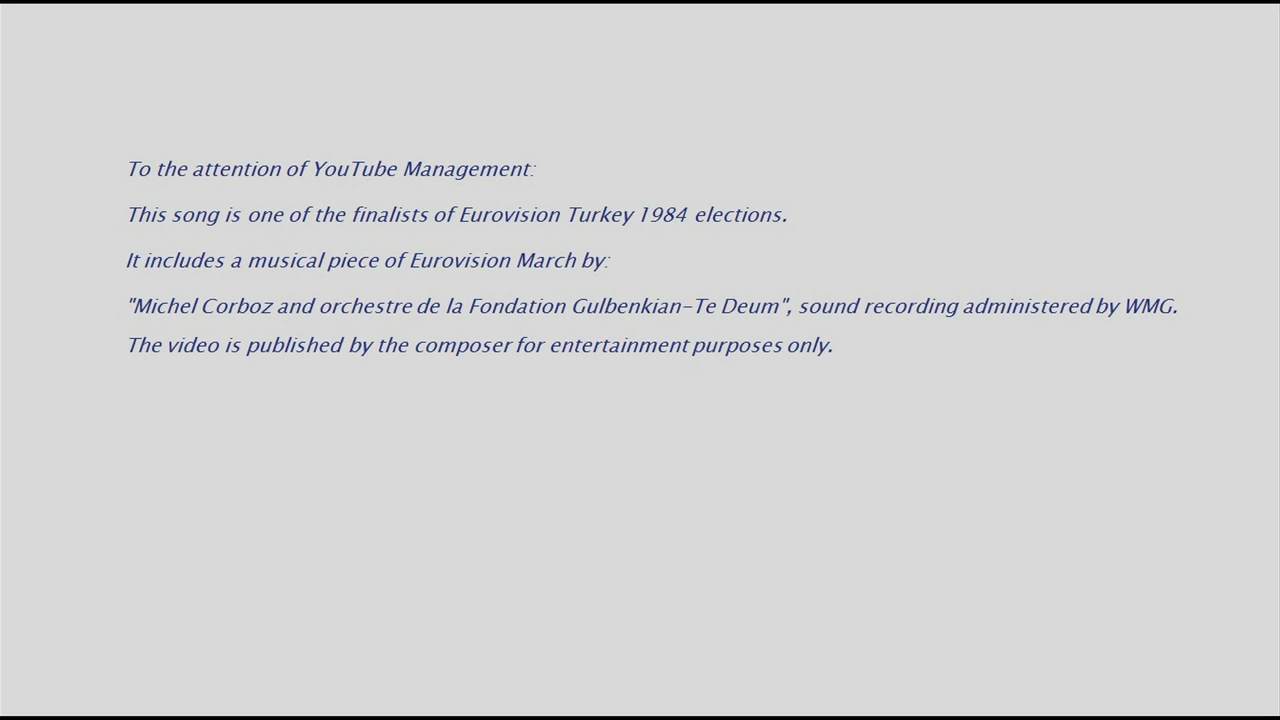 To the attention of YouTube Management:
This song is one of the finalists of Eurovision Turkey 1984 elections.
It includes a musical piece of Eurovision March by:
"Michel Corboz and orchestre de la Fondation Gulbenkian-Te Deum", sound recording administered by WMG.
The video is published by the composer for entertainment purposes only.